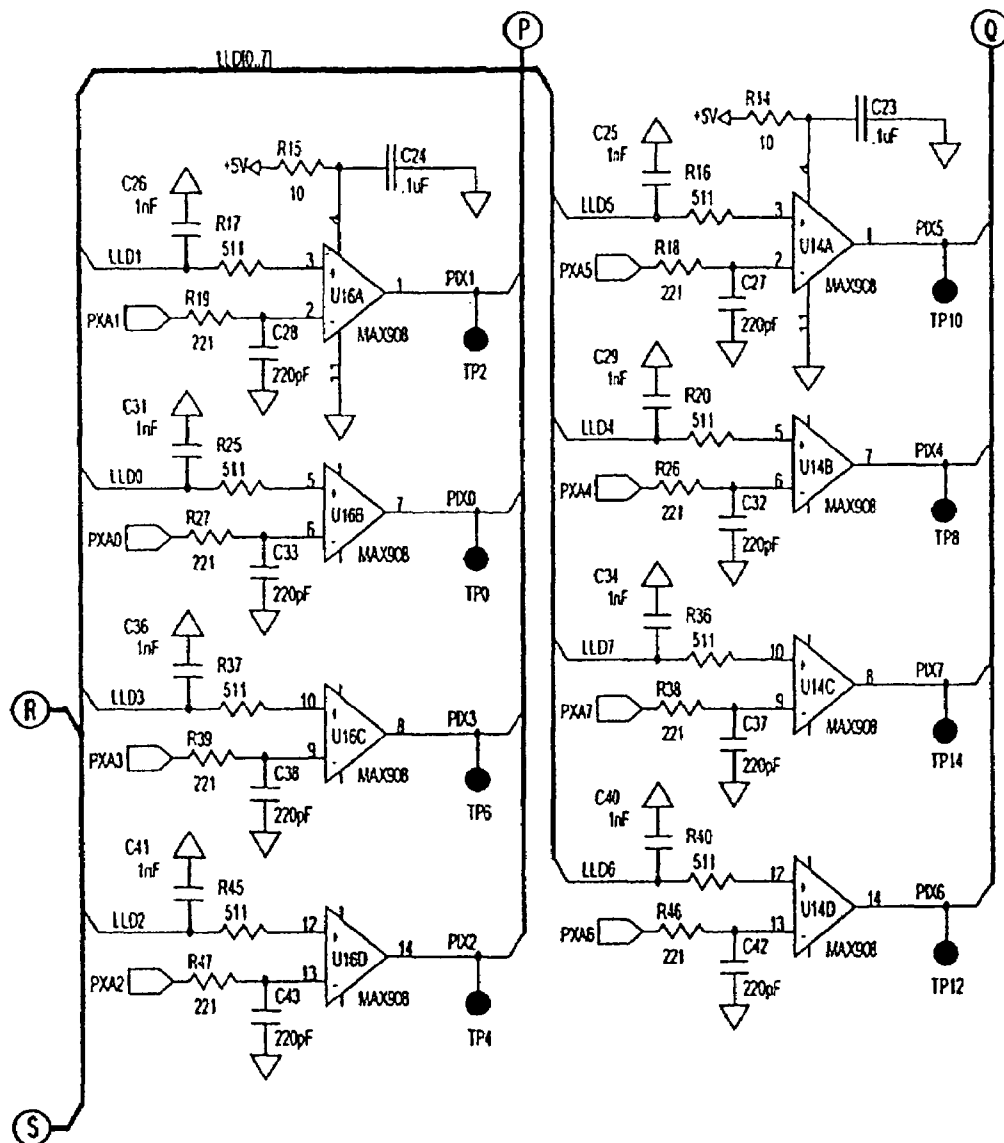 P
Q
LLD[0..7]
+5V
R15
10
C24
.1uF
C26
1nF
R17
511
LLD1
3
+
4
U16A
1
PIX1
PXA1
R19
221
2
-
C28
220pF
11
MAX908
TP2
C31
1nF
R25
511
LLD0
5
+
U16B
7
PIX0
PXA0
R27
221
6
-
C33
220pF
MAX908
TP0
C36
1nF
R37
511
LLD3
10
+
U16C
8
PIX3
R
PXA3
R39
221
9
-
C38
220pF
MAX908
TP6
C41
1nF
R45
511
LLD2
12
+
U16D
14
PIX2
PXA2
R47
221
13
-
C43
220pF
MAX908
TP4
S
+5V
R14
10
C23
.1uF
C25
1nF
R16
511
LLD5
3
+
4
U14A
1
PIX5
PXA5
R18
221
2
-
C27
220pf
11
MAX908
TP10
C29
1nF
R20
511
LLD4
5
+
U14B
7
PIX4
PXA4
R26
221
6
-
C32
220pF
MAX908
TP8
C34
1nF
R36
511
LLD7
10
+
U14C
8
PIX7
PXA7
R38
221
9
-
C37
220pF
MAX908
TP14
C40
1nF
R40
511
LLD6
12
+
U14D
14
PIX6
PXA6
R46
221
13
-
C42
220pF
MAX908
TP12